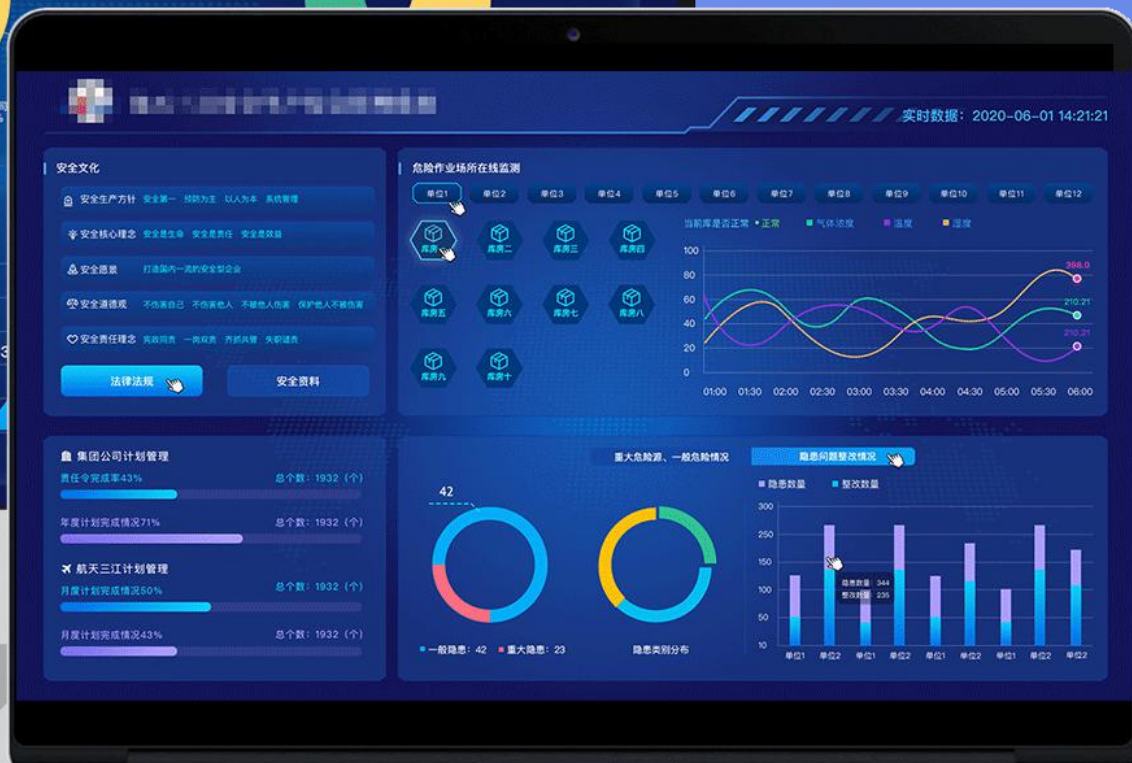 实时数据：2020-06-01 14:21:21
安全文化
安全生产方针 安全第一 预防为主 以人为本 系统管理
安全核心理念 安全是生命 安全是责任 安全是效益
安全愿景 打造国内一流的安全型企业
安全道德观 不伤害自己 不伤害他人 不被他人伤害 保护他人不被伤害
安全责任理念 党政同责 一岗双责 齐抓共管 失职追责
法律法规 安全资料
危险作业场所在线监测
单位1 单位2 单位3 单位4 单位5 单位6 单位7 单位8 单位9 单位10 单位11 单位12
库房 库房二 库房三 库房四
库房五 库房六 库房七 库房八
库房九 库房十
当前库是否正常 正常 气体浓度 温度 湿度
100
80
60
40
20
0
398.0
210.21
210.21
01:00 01:30 02:00 02:30 03:00 03:30 04:00 04:30 05:00 05:30 06:00
集团公司计划管理
责任令完成率43% 总个数：1932（个）
年度计划完成情况71% 总个数：1932（个）
航天三江计划管理
月度计划完成情况50% 总个数：1932（个）
月度计划完成情况43% 总个数：1932（个）
重大危险源、一般危险情况 隐患问题整改情况
42
一般隐患：42 重大隐患：23
隐患类别分布
隐患数量 整改数量
300
250
150
100
50
10
隐患数量：344
整改数量：235
单位1 单位2 单位1 单位2 单位1 单位2 单位1 单位2 单位2